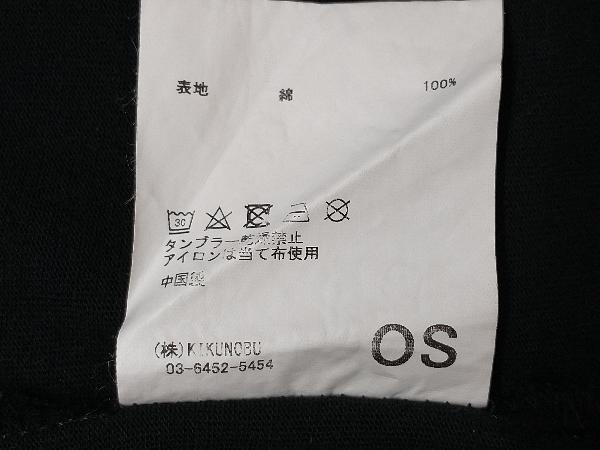 表地 綿 100%
30
タンブラー乾燥禁止
アイロンは当て布使用
中国製
(株)KIKUNOBU
03-6452-5454
OS